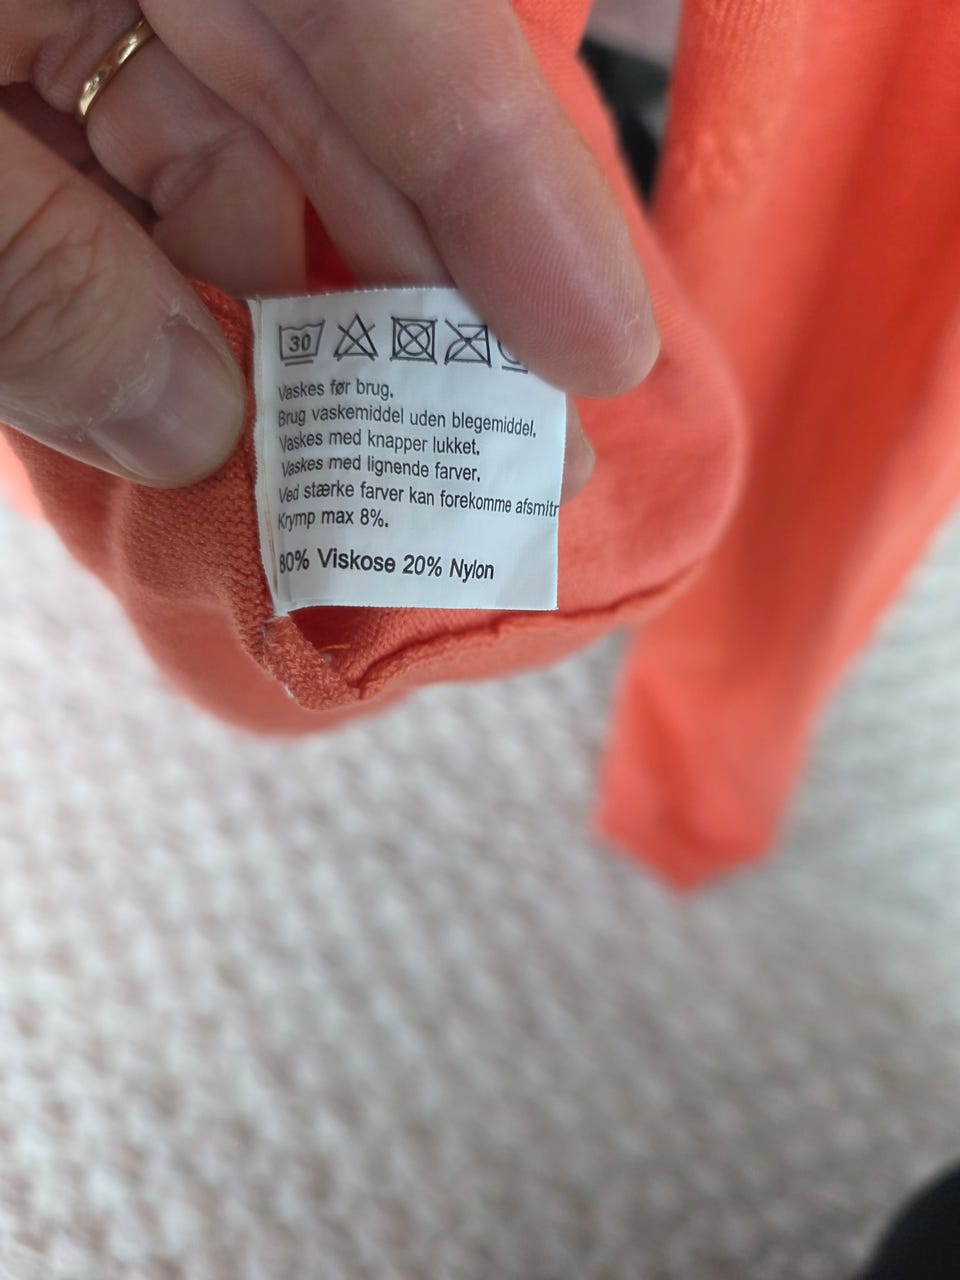 30
Vaskes før brug.
Brug vaskemiddel uden blegemiddel.
Vaskes med knapper lukket.
Vaskes med lignende farver.
Ved stærke farver kan forekomme afsmitn
Krymp max 8%.
80% Viskose 20% Nylon